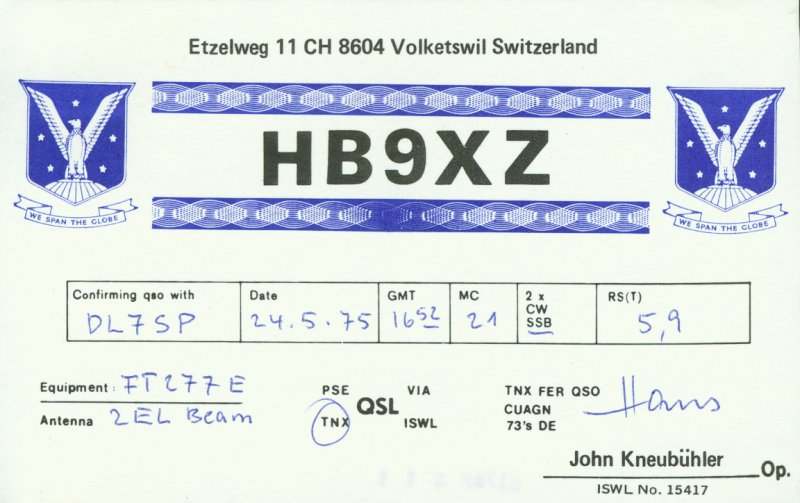 Etzelweg 11 CH 8604 Volketswil Switzerland
HB9XZ
WE SPAN THE GLOBE
WE SPAN THE GLOBE
Confirming qso with Date GMT MC 2 x CW SSB RS(T)
DL7SP 24.5.75 16 52 21 5,9
Equipment: FT277E
Antenna 2EL Beam
PSE VIA
TNX QSL ISWL
TNX FER QSO
CUAGN
73's DE
Hans
John Kneubühler Op.
ISWL No. 15417